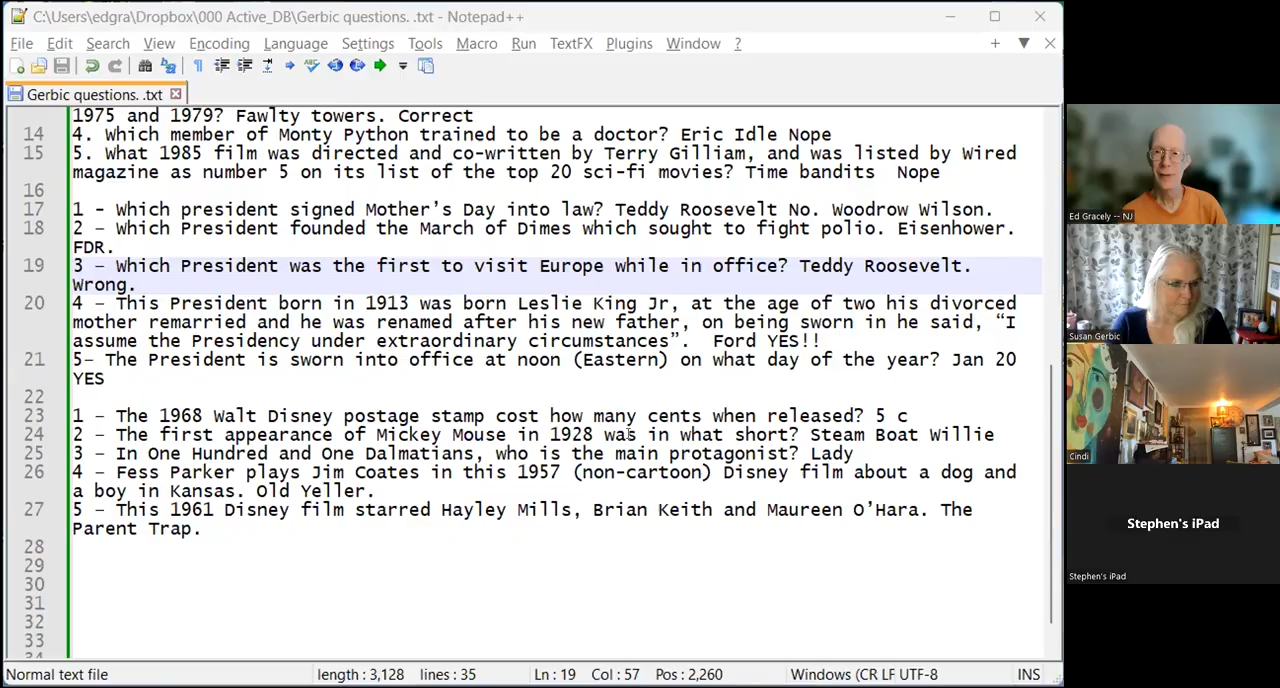 C:\Users\edgra\Dropbox\000 Active_DB\Gerbic questions. .txt - Notepad++
File Edit Search View Encoding Language Settings Tools Macro Run TextFX Plugins Window ?
Gerbic questions. .txt
1975 and 1979? Fawlty towers. Correct
14 4. Which member of Monty Python trained to be a doctor? Eric Idle Nope
15 5. What 1985 film was directed and co-written by Terry Gilliam, and was listed by Wired
magazine as number 5 on its list of the top 20 sci-fi movies? Time bandits  Nope
16
17 1 - Which president signed Mother’s Day into law? Teddy Roosevelt No. Woodrow Wilson.
18 2 - Which President founded the March of Dimes which sought to fight polio. Eisenhower.
FDR.
19 3 – Which President was the first to visit Europe while in office? Teddy Roosevelt.
Wrong.
20 4 – This President born in 1913 was born Leslie King Jr, at the age of two his divorced
mother remarried and he was renamed after his new father, on being sworn in he said, “I
assume the Presidency under extraordinary circumstances”.  Ford YES!!
21 5– The President is sworn into office at noon (Eastern) on what day of the year? Jan 20
YES
22
23 1 – The 1968 Walt Disney postage stamp cost how many cents when released? 5 c
24 2 – The first appearance of Mickey Mouse in 1928 was in what short? Steam Boat Willie
25 3 – In One Hundred and One Dalmatians, who is the main protagonist? Lady
26 4 – Fess Parker plays Jim Coates in this 1957 (non-cartoon) Disney film about a dog and
a boy in Kansas. Old Yeller.
27 5 – This 1961 Disney film starred Hayley Mills, Brian Keith and Maureen O’Hara. The
Parent Trap.
28
29
30
31
32
33
Normal text file length : 3,128 lines : 35 Ln : 19 Col : 57 Pos : 2,260 Windows (CR LF UTF-8 INS
Ed Gracely -- NJ
Susan Gerbic
Cindi
Stephen's iPad
Stephen's iPad